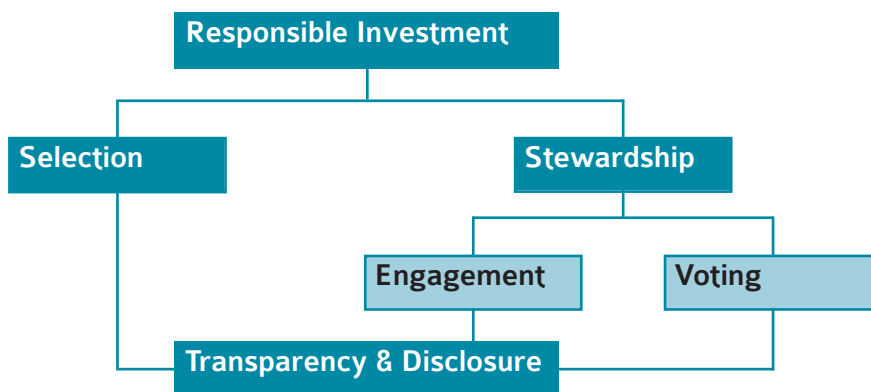 Responsible Investment
Selection
Stewardship
Engagement
Voting
Transparency & Disclosure